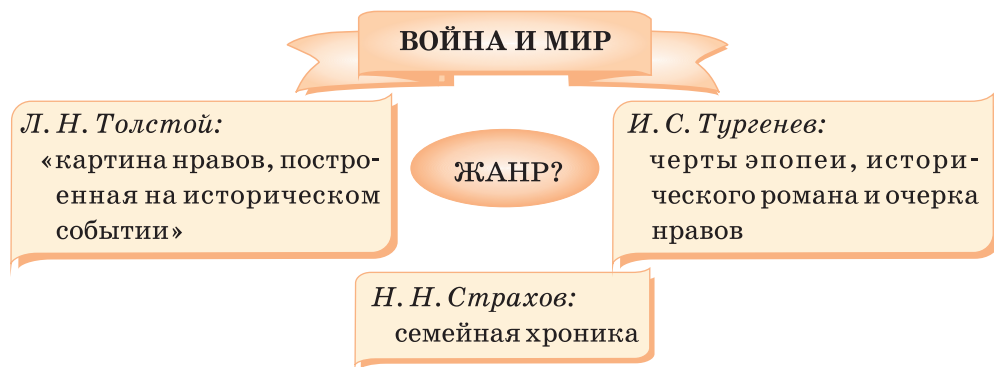 ВОЙНА И МИР
Л. Н. Толстой:
«картина нравов, постро-
енная на историческом
событии»
ЖАНР?
И. С. Тургенев:
черты эпопеи, истори-
ческого романа и очерка
нравов
Н. Н. Страхов:
семейная хроника